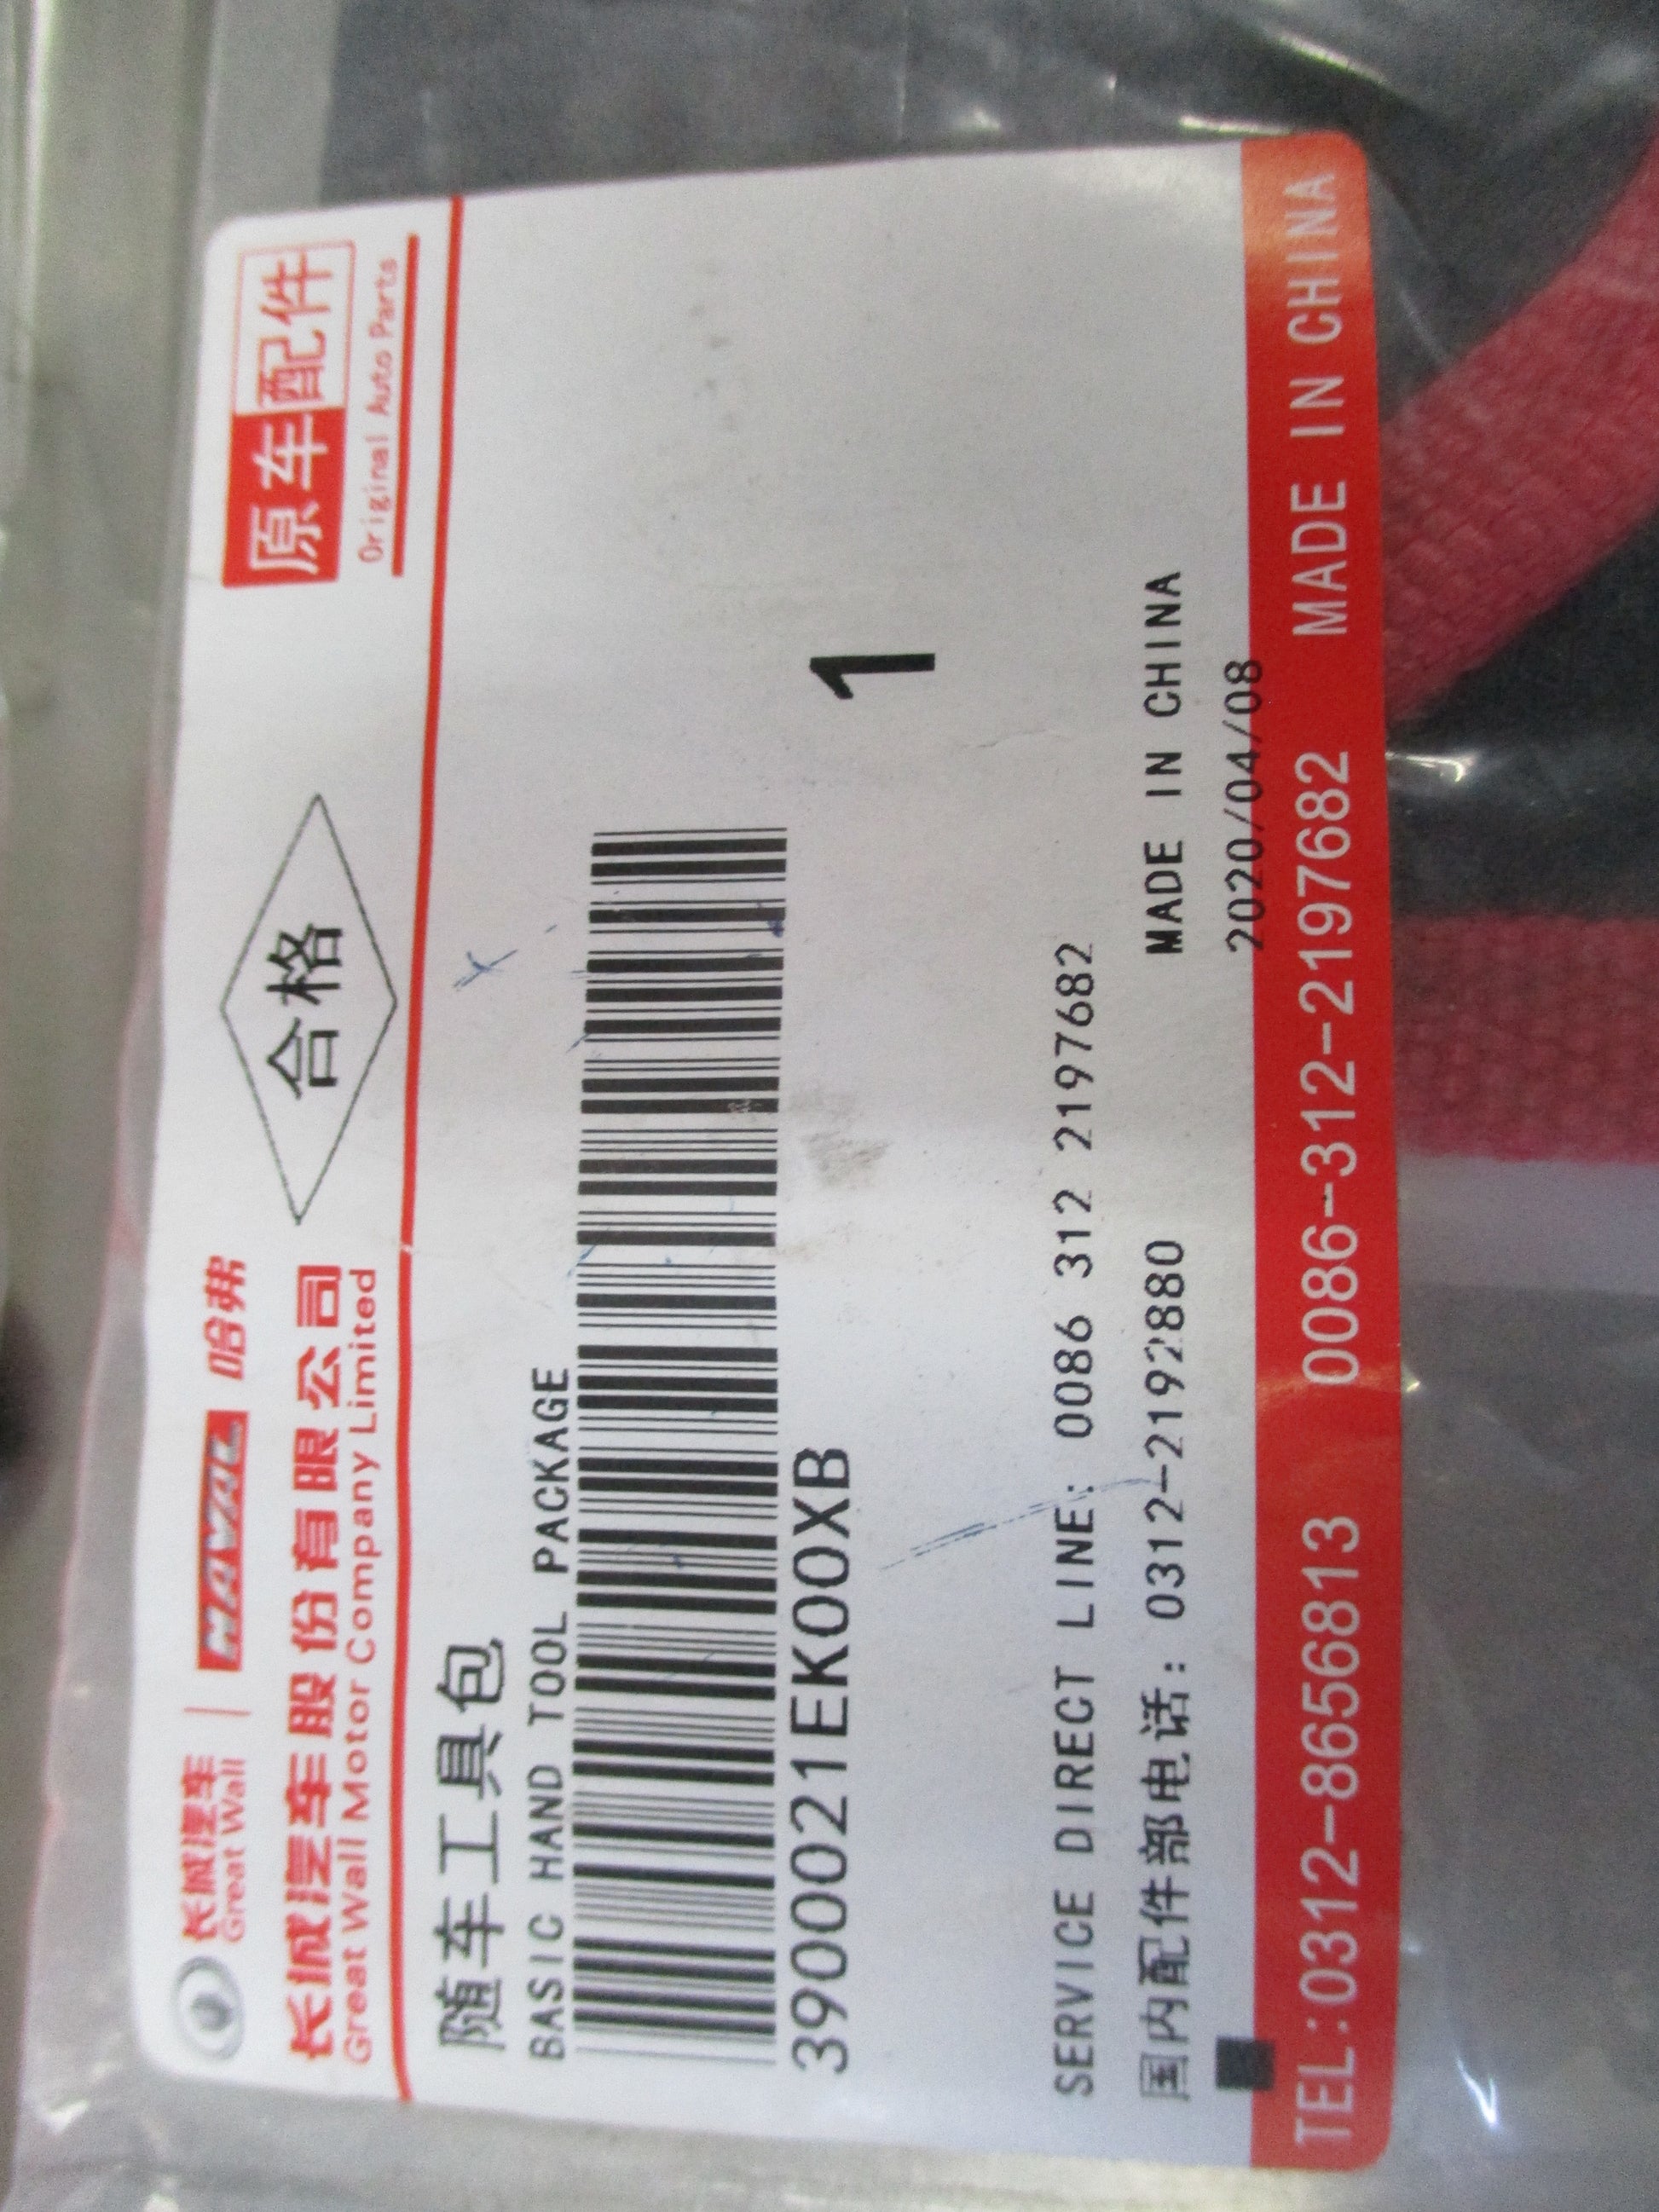 长城汽车
Great Wall
HAVAL 哈弗
长城汽车股份有限公司
Great Wall Motor Company Limited
合格
原车配件
Original Auto Parts
随车工具包
BASIC HAND TOOL PACKAGE
3900021EK00XB
1
SERVICE DIRECT LINE: 0086 312 2197682
国内配件部电话: 0312-2192880 MADE IN CHINA
2020/04/08
TEL:0312-8656813 0086-312-2197682 MADE IN CHINA